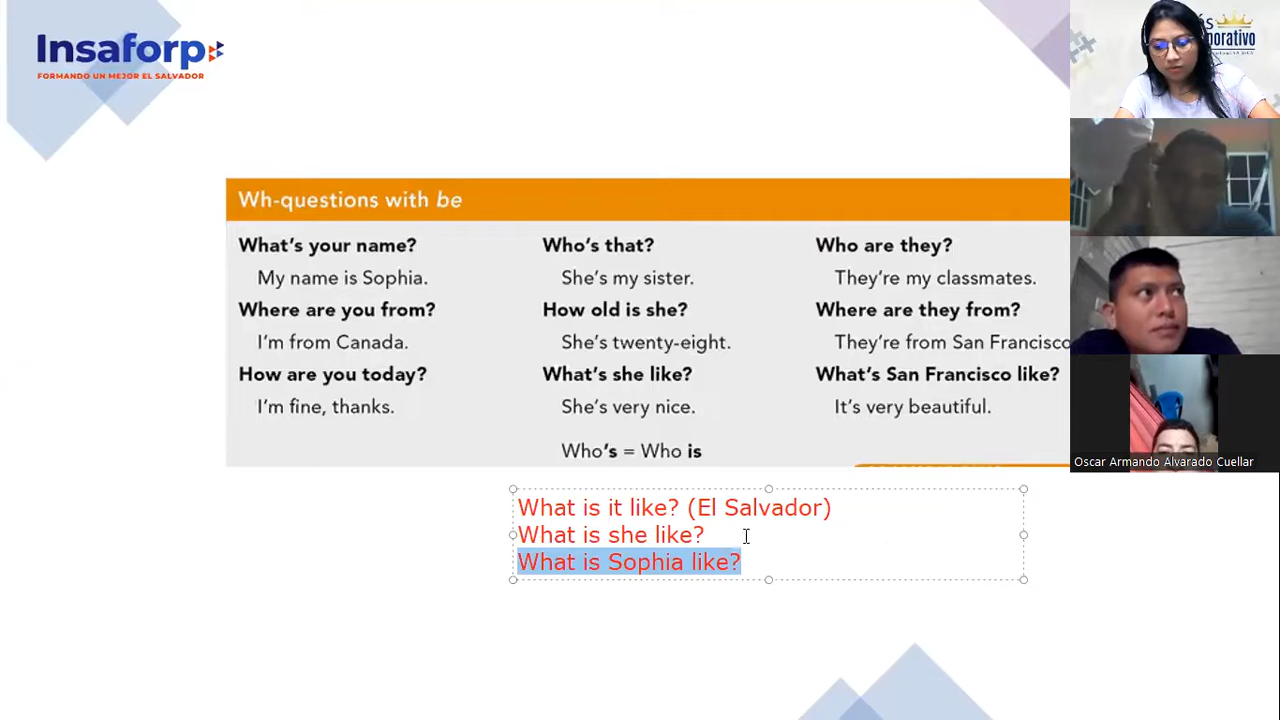 Insaforp
FORMANDO UN MEJOR EL SALVADOR
Wh-questions with be
What's your name?
My name is Sophia.
Where are you from?
I'm from Canada.
How are you today?
I'm fine, thanks.
Who's that?
She's my sister.
How old is she?
She's twenty-eight.
What's she like?
She's very nice.
Who's = Who is
Who are they?
They're my classmates.
Where are they from?
They're from San Francisco
What's San Francisco like?
It's very beautiful.
What is it like? (El Salvador)
What is she like?
What is Sophia like?
Oscar Armando Alvarado Cuellar